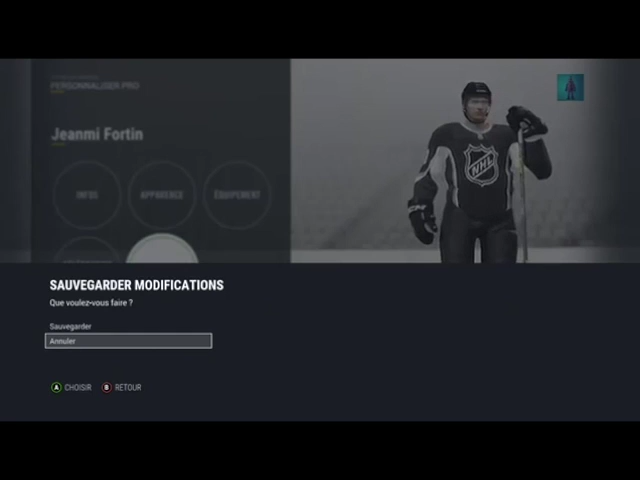 PERSONNALISER PRO
Jeanmi Fortin
INFOS
APPARENCE
ÉQUIPEMENT
NHL
SAUVEGARDER MODIFICATIONS
Que voulez-vous faire ?
Sauvegarder
Annuler
A CHOISIR B RETOUR